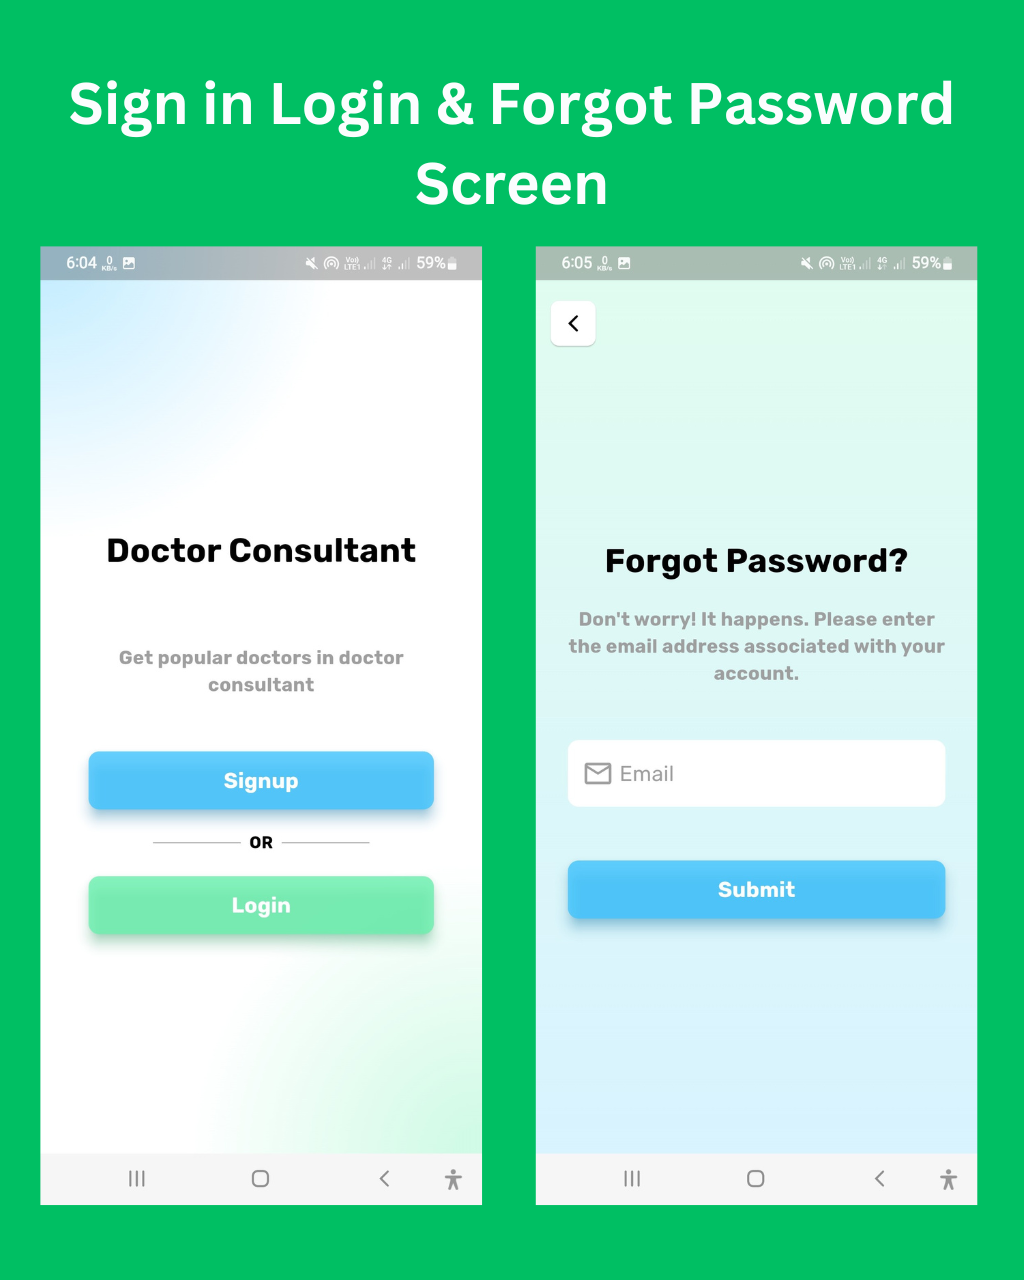 Sign in Login & Forgot Password
Screen
6:04 0 KB/s Vo) LTE1 4G 59%
Doctor Consultant
Get popular doctors in doctor
consultant
Signup
OR
Login
6:05 0 KB/s Vo) LTE1 4G 59%
Forgot Password?
Don't worry! It happens. Please enter
the email address associated with your
account.
Email
Submit